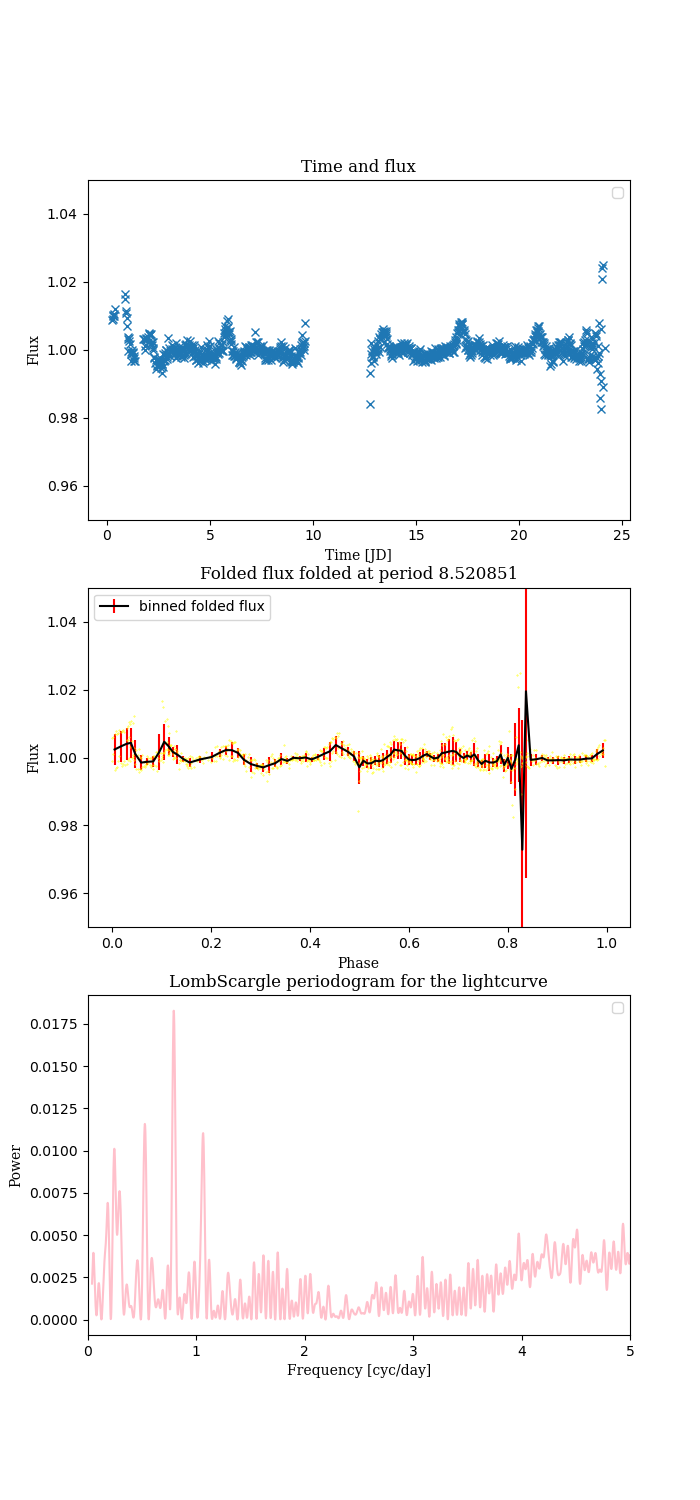 Time and flux
1.04
1.02
1.00
0.98
0.96
Flux
0 5 10 15 20 25
Time [JD]
Folded flux folded at period 8.520851
binned folded flux
1.04
1.02
1.00
0.98
0.96
Flux
0.0 0.2 0.4 0.6 0.8 1.0
Phase
LombScargle periodogram for the lightcurve
0.0175
0.0150
0.0125
0.0100
0.0075
0.0050
0.0025
0.0000
Power
0 1 2 3 4 5
Frequency [cyc/day]